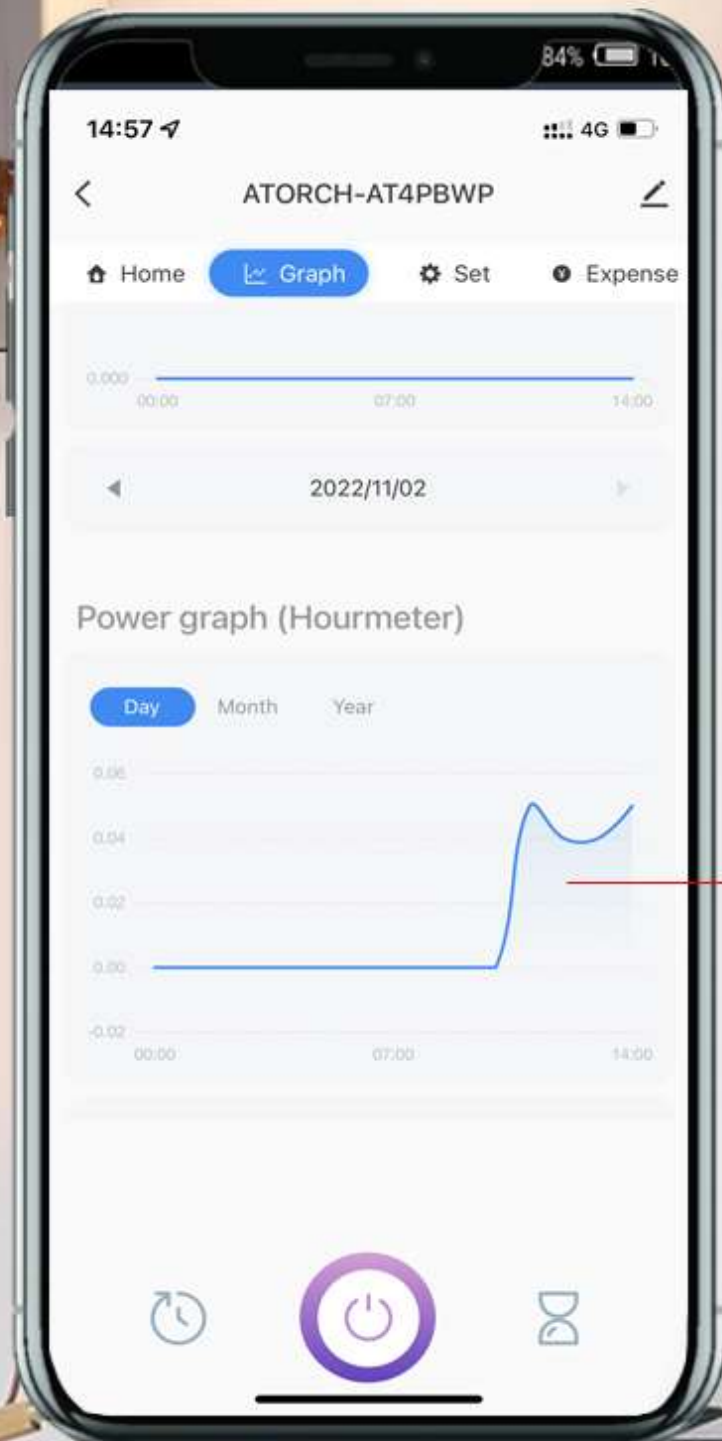 84%
14:57 4G
ATORCH-AT4PBWP
Home Graph Set Expense
0.000
00:00 07:00 14:00
2022/11/02
Power graph (Hourmeter)
Day Month Year
0.06
0.04
0.02
0.00
-0.02
00:00 07:00 14:00